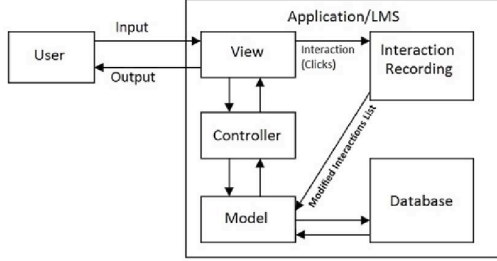 Application/LMS
Input
User
View
Interaction
(Clicks)
Interaction
Recording
Output
Controller
Modified Interactions List
Model
Database